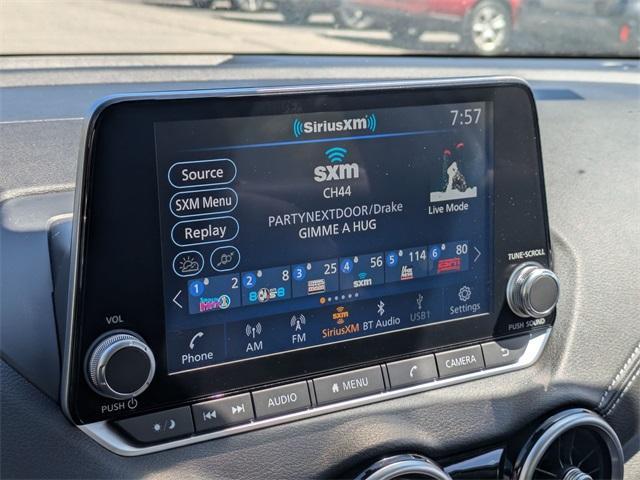 SiriusXM
7:57
Source
SXM Menu
Replay
sxm
CH44
PARTYNEXTDOOR/Drake
GIMME A HUG
Live Mode
1 2
2 8
3 25
4 56 sxm
5 114
6 80
Phone
AM
FM
sxm
SiriusXM
BT Audio
USB1
Settings
VOL
PUSH
TUNE·SCROLL
PUSH SOUND
AUDIO
MENU
CAMERA